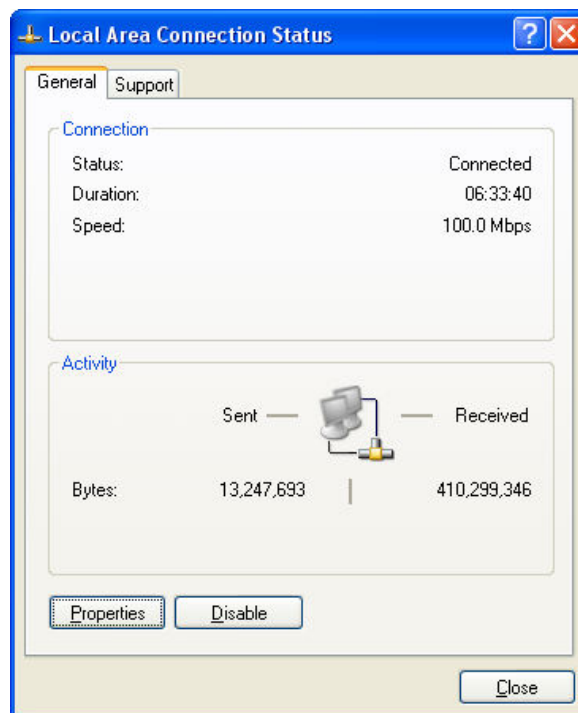 Local Area Connection Status
General Support
Connection
Status: Connected
Duration: 06:33:40
Speed: 100.0 Mbps
Activity
Sent Received
Bytes: 13,247,693 410,299,346
Properties Disable
Close